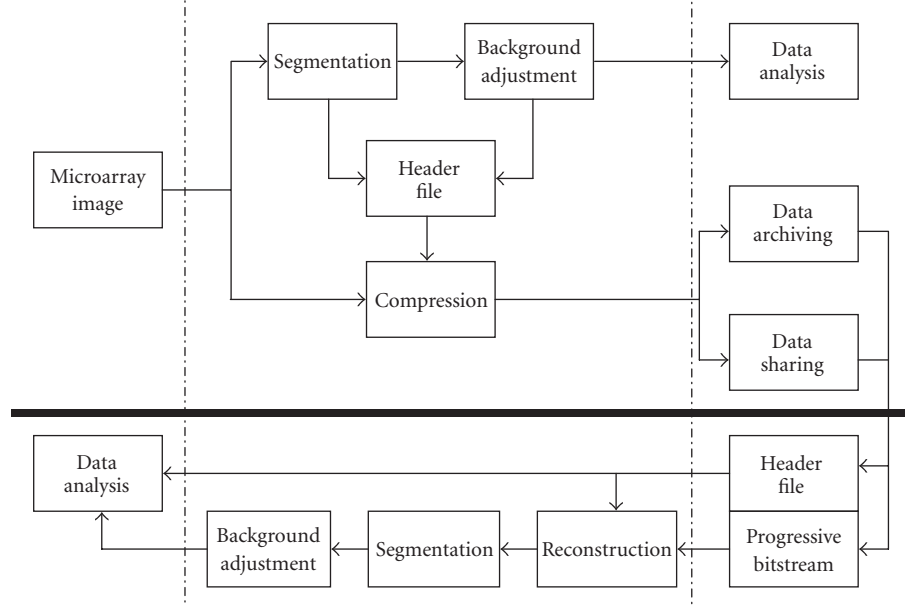 Segmentation
Background
adjustment
Data
analysis
Microarray
image
Header
file
Data
archiving
Compression
Data
sharing
Data
analysis
Header
file
Background
adjustment
Segmentation
Reconstruction
Progressive
bitstream